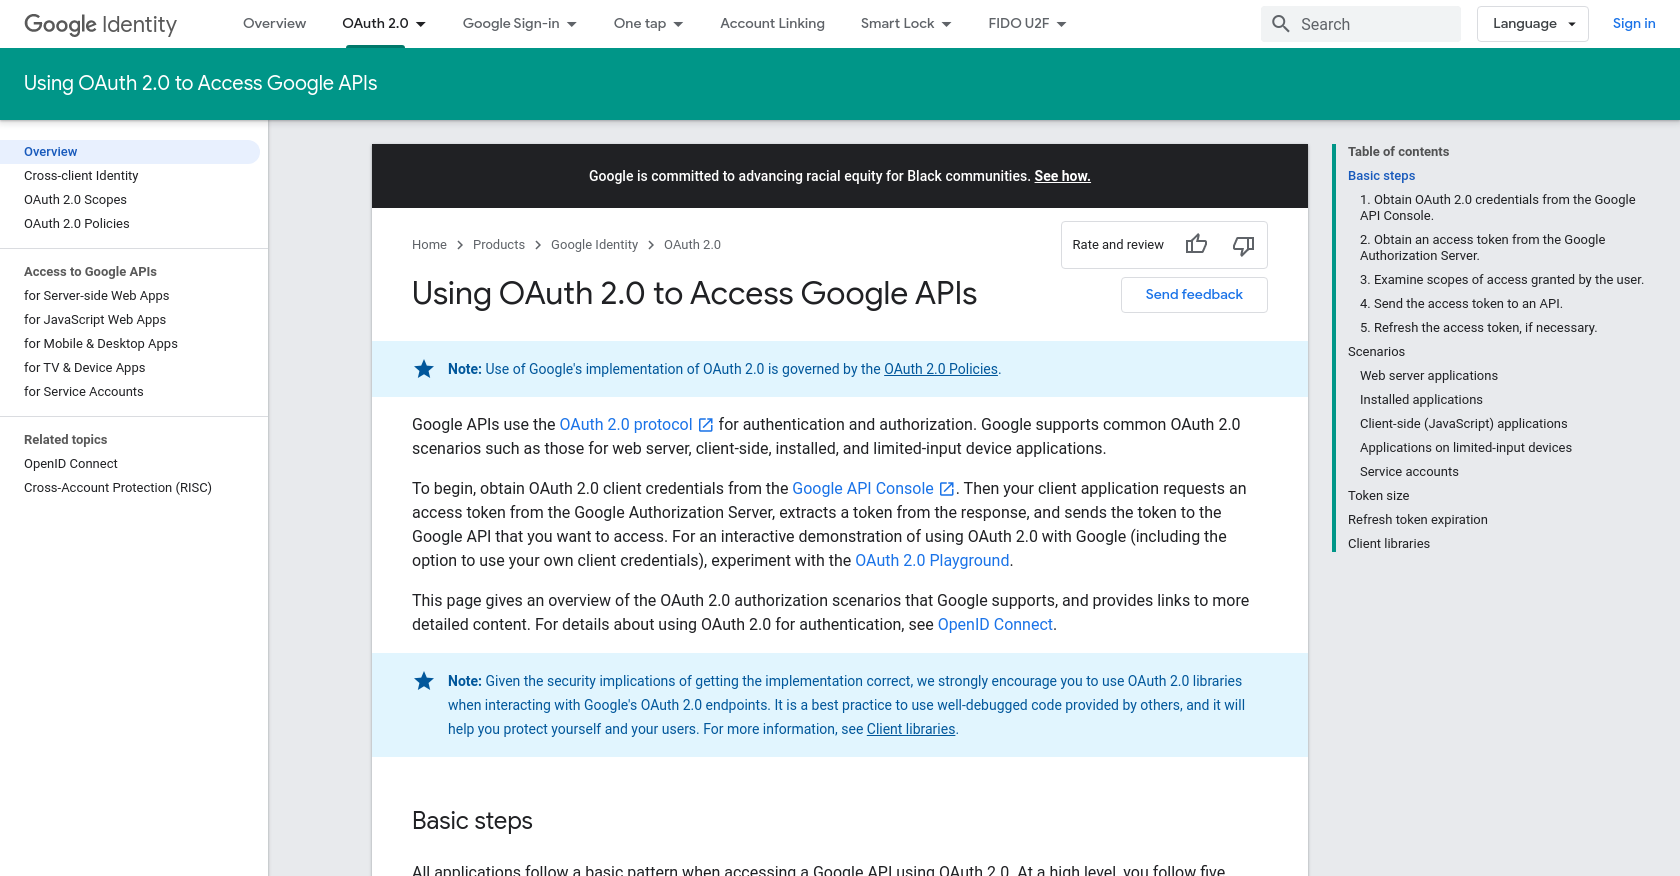 Google Identity
Overview
OAuth 2.0
Google Sign-in
One tap
Account Linking
Smart Lock
FIDO U2F
Search
Language
Sign in
Using OAuth 2.0 to Access Google APIs
Overview
Cross-client Identity
OAuth 2.0 Scopes
OAuth 2.0 Policies
Access to Google APIs
for Server-side Web Apps
for JavaScript Web Apps
for Mobile & Desktop Apps
for TV & Device Apps
for Service Accounts
Related topics
OpenID Connect
Cross-Account Protection (RISC)
Google is committed to advancing racial equity for Black communities. See how.
Home > Products > Google Identity > OAuth 2.0
Rate and review
Using OAuth 2.0 to Access Google APIs
Send feedback
Note: Use of Google's implementation of OAuth 2.0 is governed by the OAuth 2.0 Policies.
Google APIs use the OAuth 2.0 protocol for authentication and authorization. Google supports common OAuth 2.0
scenarios such as those for web server, client-side, installed, and limited-input device applications.
To begin, obtain OAuth 2.0 client credentials from the Google API Console. Then your client application requests an
access token from the Google Authorization Server, extracts a token from the response, and sends the token to the
Google API that you want to access. For an interactive demonstration of using OAuth 2.0 with Google (including the
option to use your own client credentials), experiment with the OAuth 2.0 Playground.
This page gives an overview of the OAuth 2.0 authorization scenarios that Google supports, and provides links to more
detailed content. For details about using OAuth 2.0 for authentication, see OpenID Connect.
Note: Given the security implications of getting the implementation correct, we strongly encourage you to use OAuth 2.0 libraries
when interacting with Google's OAuth 2.0 endpoints. It is a best practice to use well-debugged code provided by others, and it will
help you protect yourself and your users. For more information, see Client libraries.
Basic steps
All applications follow a basic pattern when accessing a Google API using OAuth 2.0. At a high level, you follow five
Table of contents
Basic steps
1. Obtain OAuth 2.0 credentials from the Google
API Console.
2. Obtain an access token from the Google
Authorization Server.
3. Examine scopes of access granted by the user.
4. Send the access token to an API.
5. Refresh the access token, if necessary.
Scenarios
Web server applications
Installed applications
Client-side (JavaScript) applications
Applications on limited-input devices
Service accounts
Token size
Refresh token expiration
Client libraries